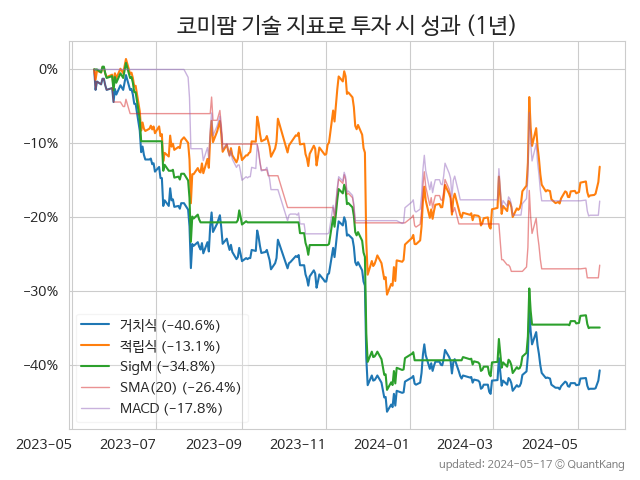 코미팜 기술 지표로 투자 시 성과 (1년)
0%
−10%
−20%
−30%
−40%
거치식 (−40.6%)
적립식 (−13.1%)
SigM (−34.8%)
SMA(20) (−26.4%)
MACD (−17.8%)
2023−05 2023−07 2023−09 2023−11 2024−01 2024−03 2024−05
updated: 2024−05−17 © QuantKang